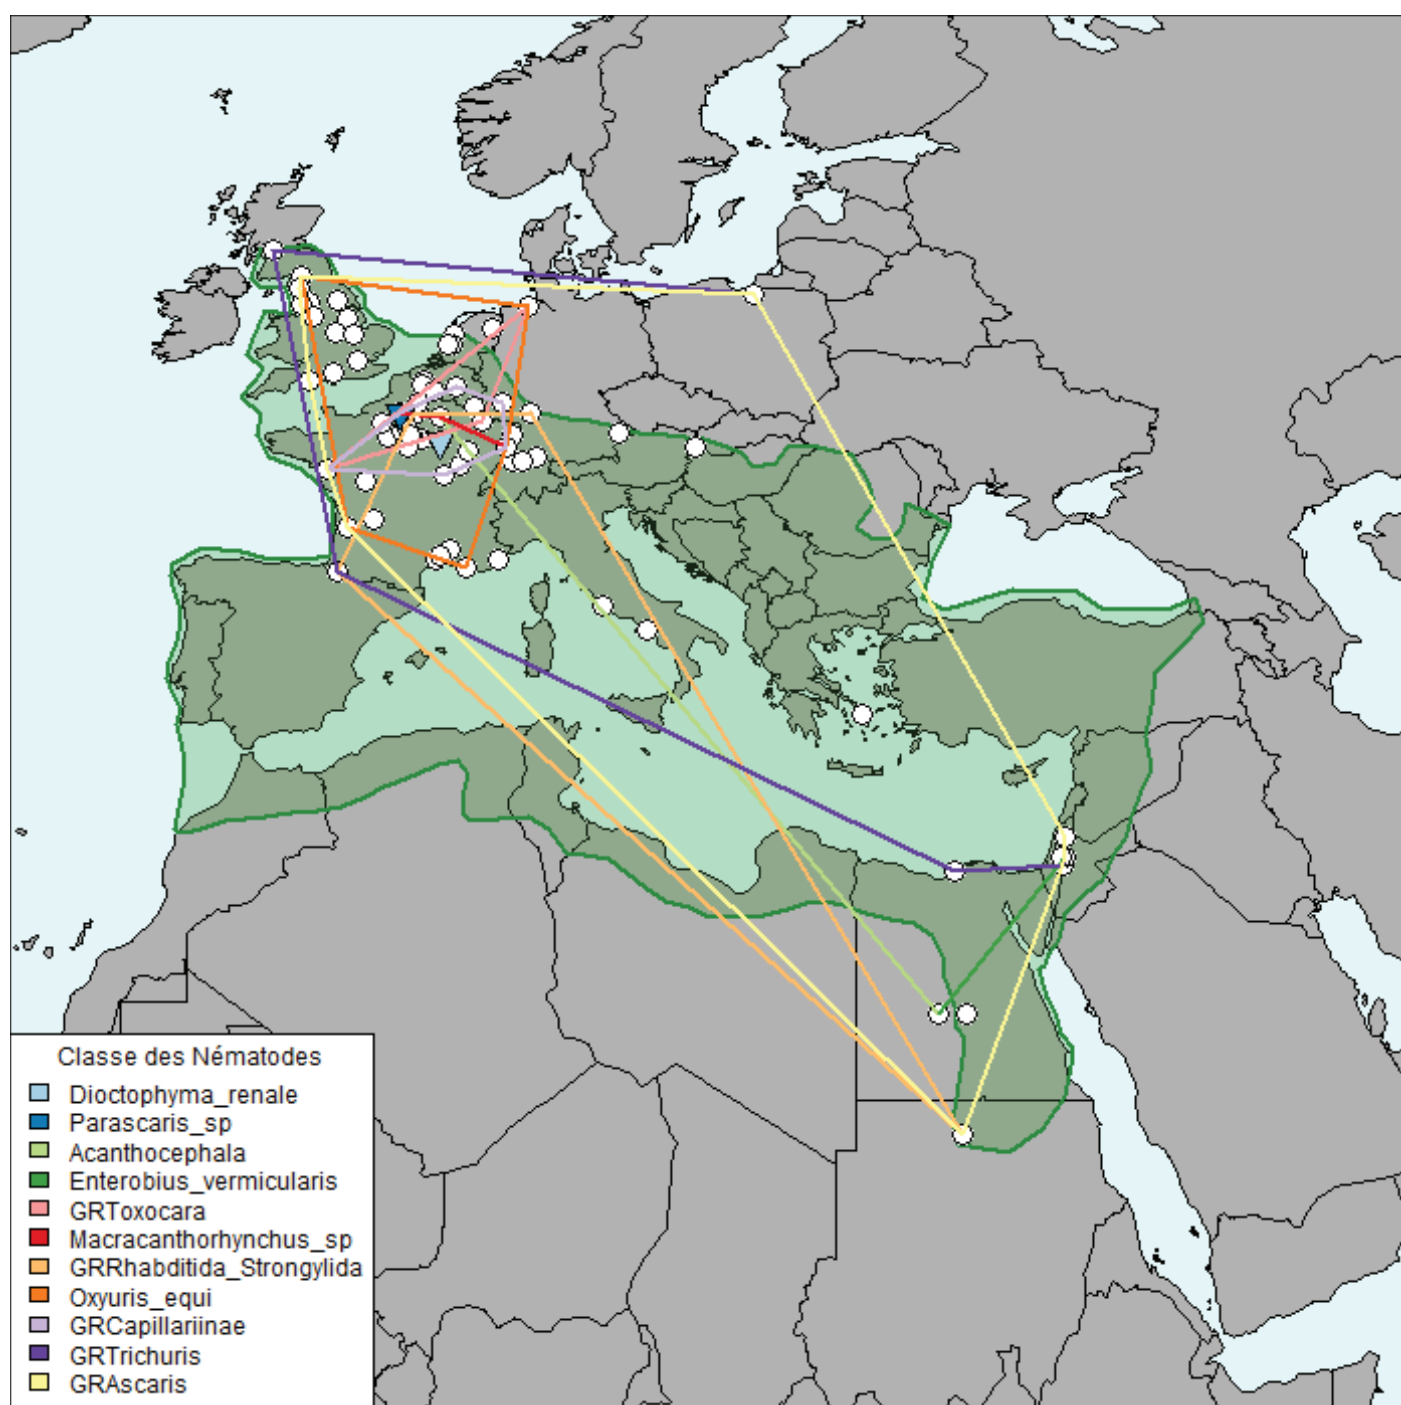 Classe des Nématodes
Dioctophyma_renale
Parascaris_sp
Acanthocephala
Enterobius_vermicularis
GRToxocara
Macracanthorhynchus_sp
GRRhabditida_Strongylida
Oxyuris_equi
GRCapillariinae
GRTrichuris
GRAscaris